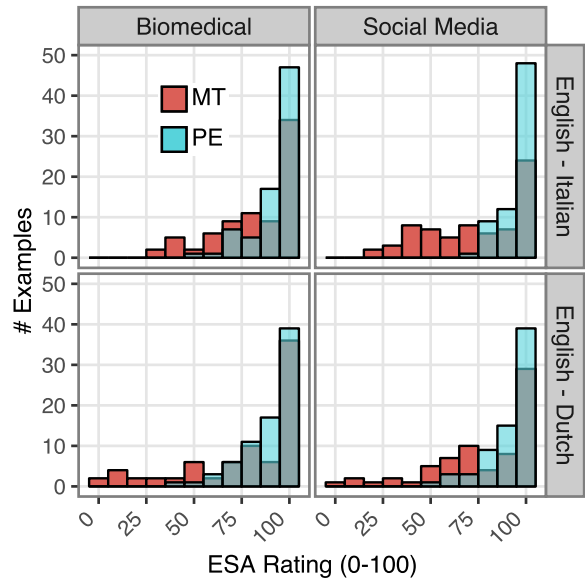 Biomedical
Social Media
50
40
30
20
10
0
MT
PE
English - Italian
# Examples
50
40
30
20
10
0
English - Dutch
0
25
50
75
100
0
25
50
75
100
ESA Rating (0-100)